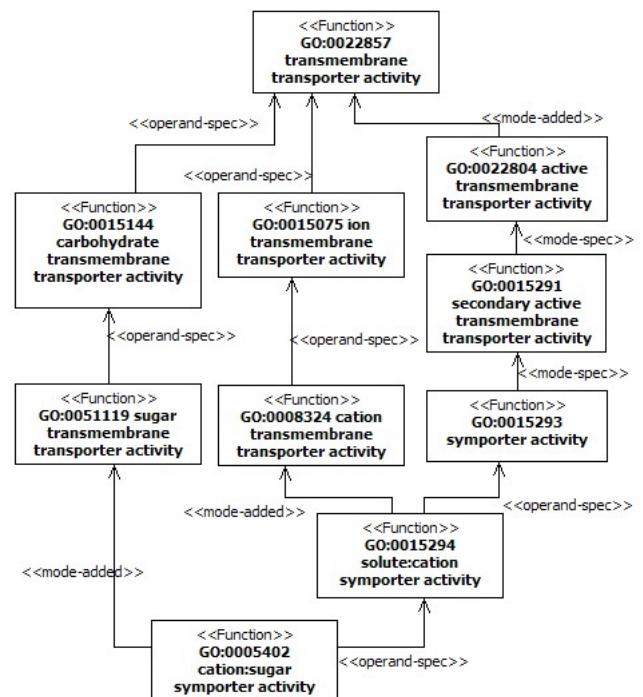 <<Function>>
GO:0022857
transmembrane
transporter activity
<<operand-spec>>
<<mode-added>>
<<Function>>
GO:0022804 active
transmembrane
transporter activity
<<operand-spec>>
<<Function>>
GO:0015144
carbohydrate
transmembrane
transporter activity
<<Function>>
GO:0015075 ion
transmembrane
transporter activity
<<mode-spec>>
<<Function>>
GO:0015291
secondary active
transmembrane
transporter activity
<<operand-spec>>
<<operand-spec>>
<<mode-spec>>
<<Function>>
GO:0051119 sugar
transmembrane
transporter activity
<<Function>>
GO:0008324 cation
transmembrane
transporter activity
<<Function>>
GO:0015293
symporter activity
<<mode-added>>
<<operand-spec>>
<<Function>>
GO:0015294
solute:cation
symporter activity
<<mode-added>>
<<Function>>
GO:0005402
cation:sugar
symporter activity
<<operand-spec>>